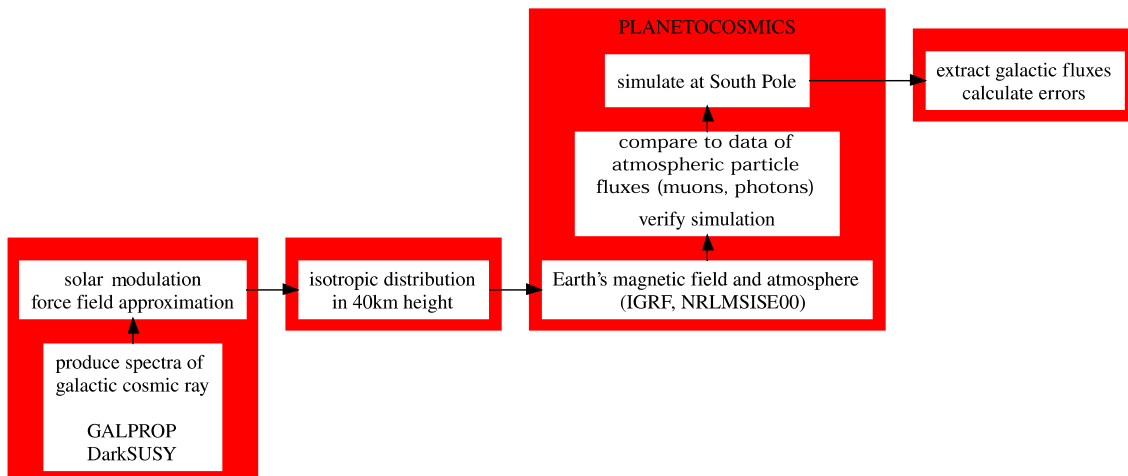 PLANETOCOSMICS
simulate at South Pole
extract galactic fluxes
calculate errors
compare to data of
atmospheric particle
fluxes (muons, photons)
verify simulation
solar modulation
force field approximation
isotropic distribution
in 40km height
Earth's magnetic field and atmosphere
(IGRF, NRLMSISE00)
produce spectra of
galactic cosmic ray
GALPROP
DarkSUSY